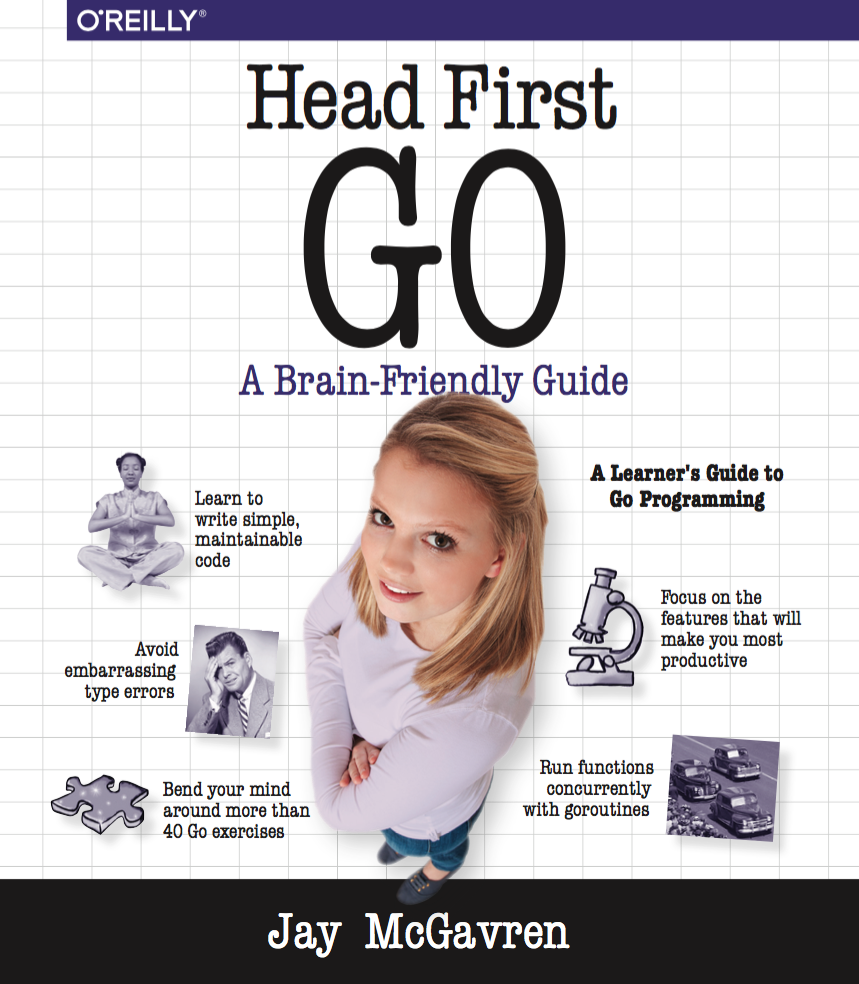 O'REILLY®
Head First
Go
A Brain-Friendly Guide
A Learner's Guide to
Go Programming
Learn to
write simple,
maintainable
code
Focus on the
features that will
make you most
productive
Avoid
embarrassing
type errors
Run functions
concurrently
with goroutines
Bend your mind
around more than
40 Go exercises
Jay McGavren